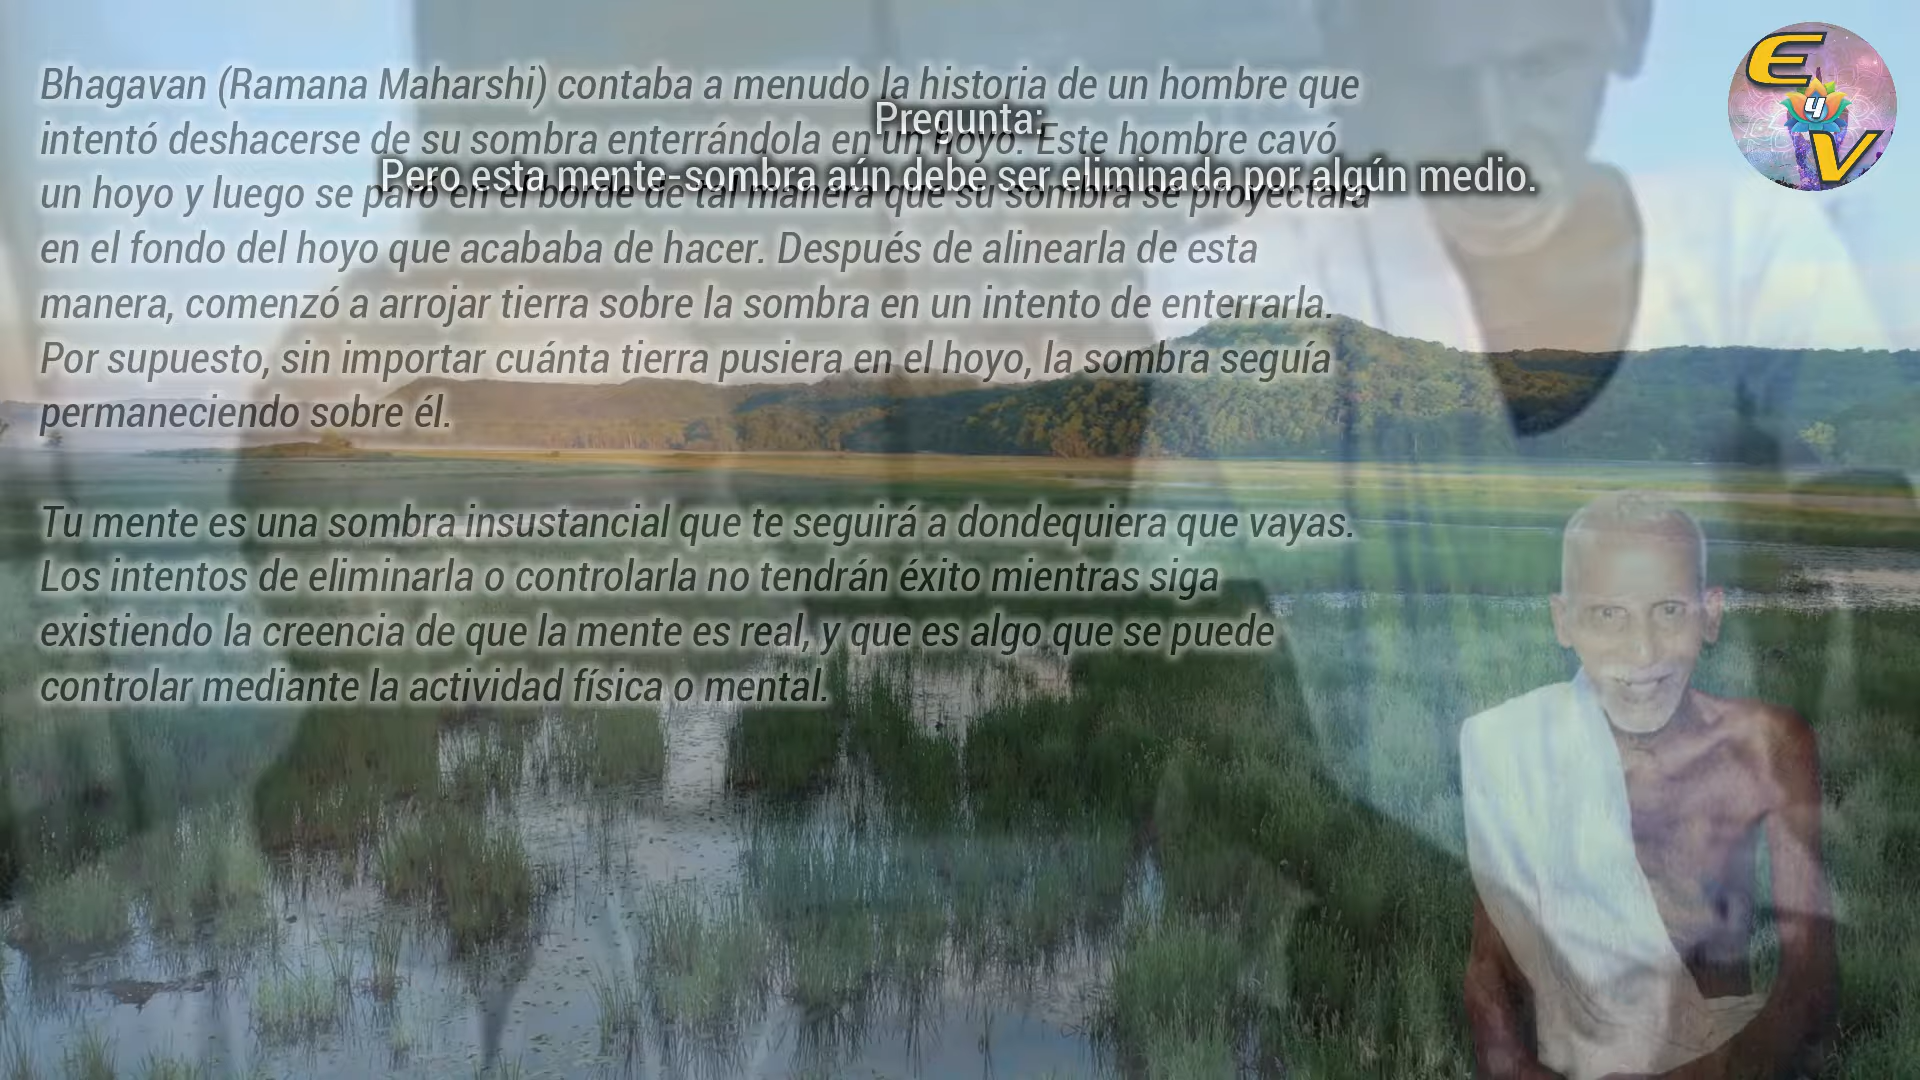 Bhagavan (Ramana Maharshi) contaba a menudo la historia de un hombre que
intentó deshacerse de su sombra enterrándola en un hoyo. Este hombre cavó
un hoyo y luego se paró en el borde de tal manera que su sombra se proyectara
en el fondo del hoyo que acababa de hacer. Después de alinearla de esta
manera, comenzó a arrojar tierra sobre la sombra en un intento de enterrarla.
Por supuesto, sin importar cuánta tierra pusiera en el hoyo, la sombra seguía
permaneciendo sobre él.
Tu mente es una sombra insustancial que te seguirá a dondequiera que vayas.
Los intentos de eliminarla o controlarla no tendrán éxito mientras siga
existiendo la creencia de que la mente es real, y que es algo que se puede
controlar mediante la actividad física o mental.
Pregunta:
Pero esta mente-sombra aún debe ser eliminada por algún medio.
E
4
V